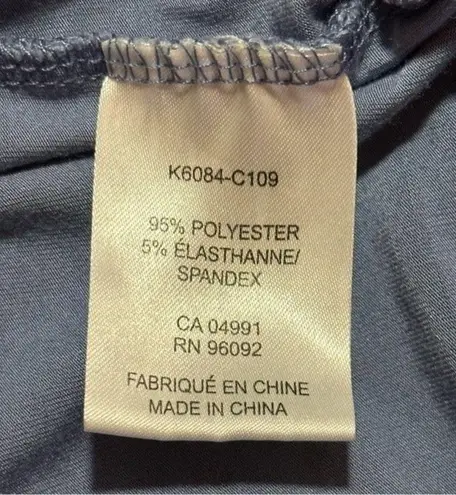 K6084-C109
95% POLYESTER
5% ÉLASTHANNE/
SPANDEX
CA 04991
RN 96092
FABRIQUÉ EN CHINE
MADE IN CHINA